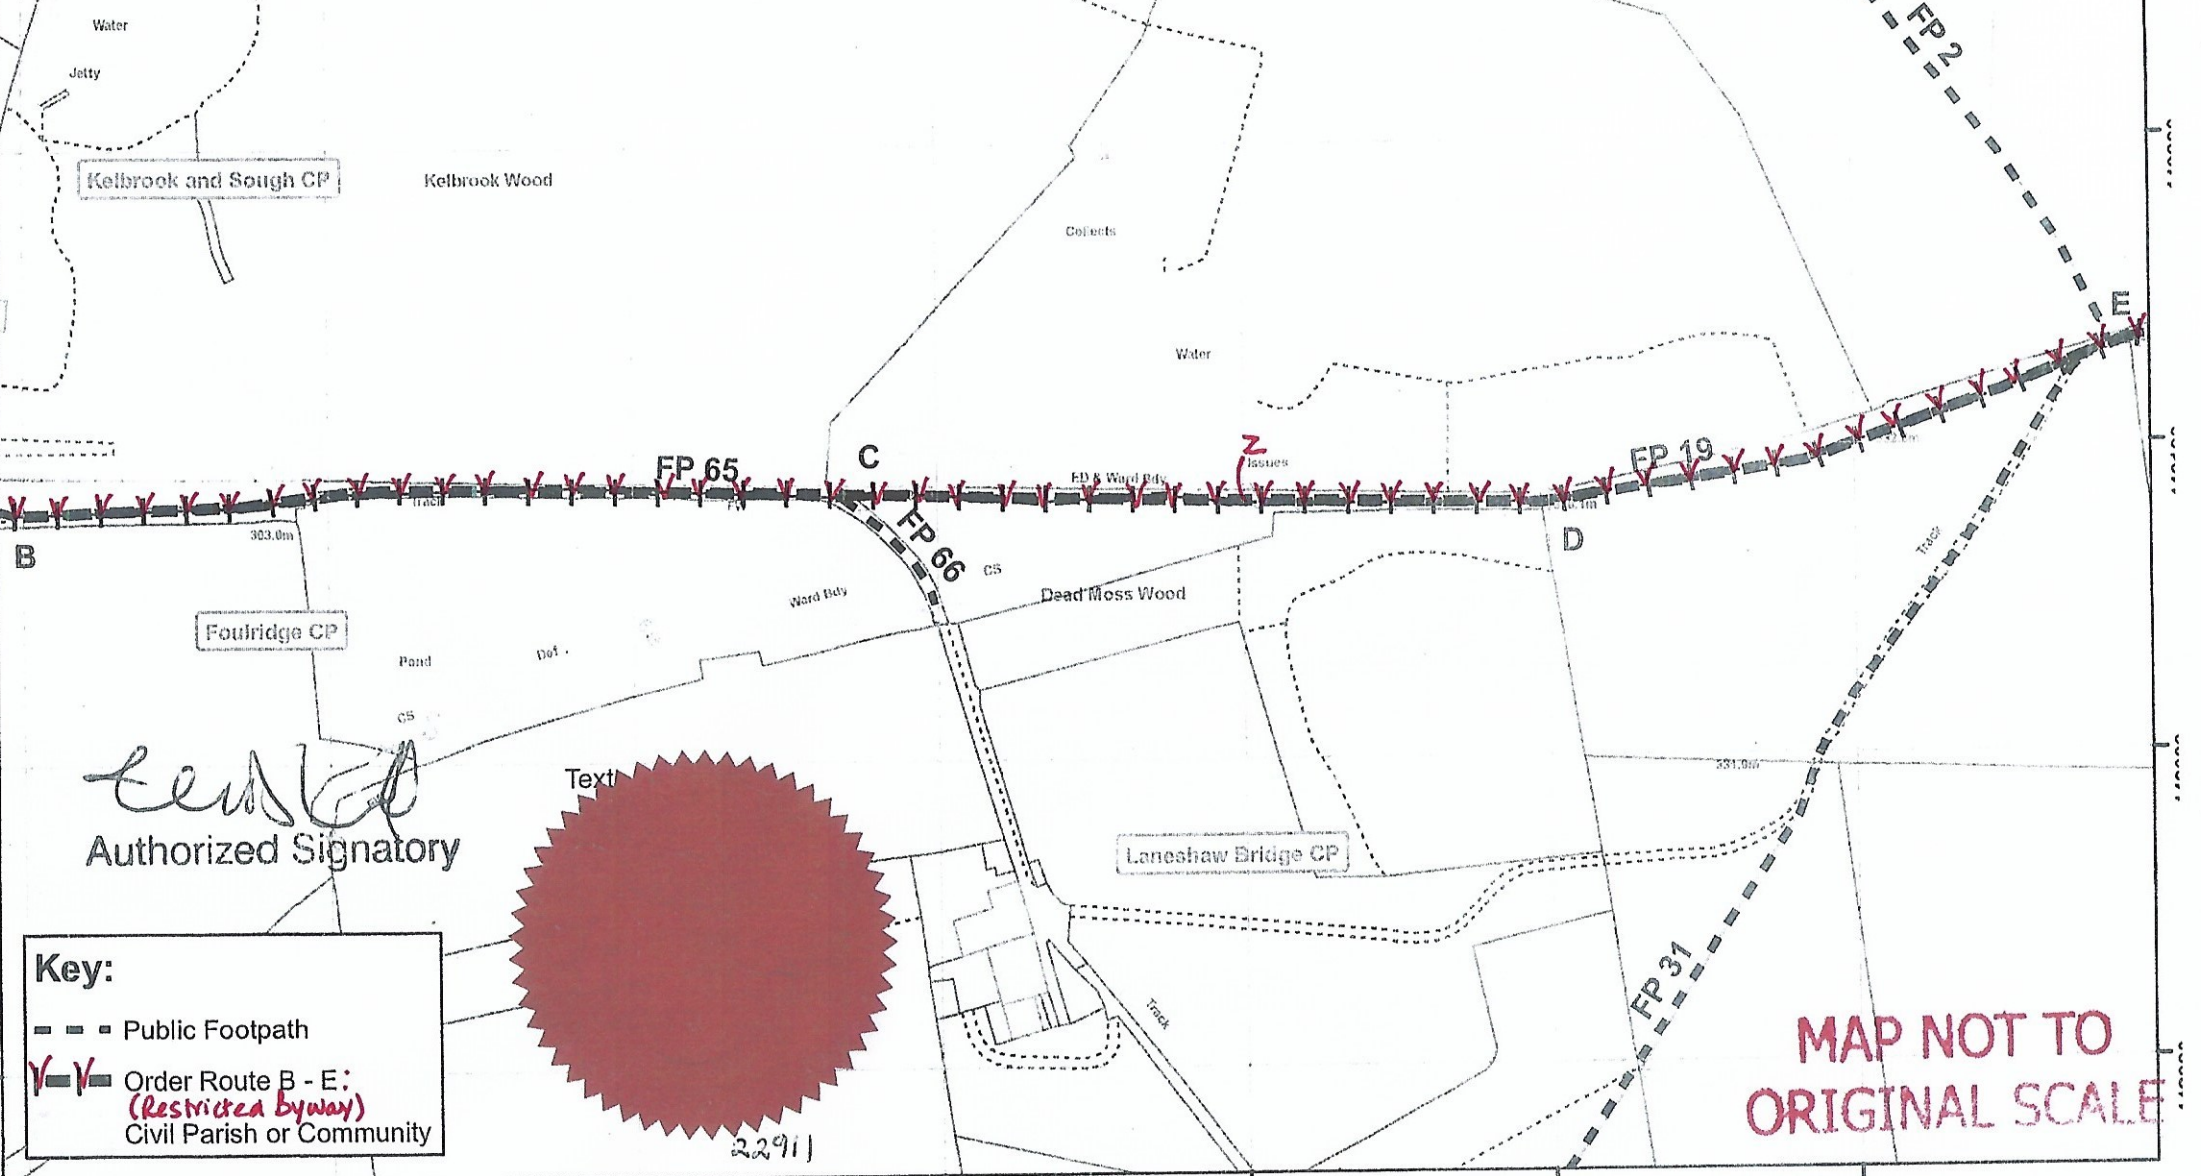 Water
Jetty
FP 2
Kelbrook and Sough CP
Kelbrook Wood
Collects
E
Water
C
Z
FP 65
Issues
FP 19
ED & Ward Bdy
Track
B
303.0m
FP 66
D
CS
Track
Ward Bdy
Dead Moss Wood
Foulridge CP
Pond
CS
Text
331.9m
Authorized Signatory
Laneshaw Bridge CP
FP 31
Track
Key:
Public Footpath
Order Route B - E:
(Restricted Byway)
Civil Parish or Community
22911
MAP NOT TO
ORIGINAL SCALE